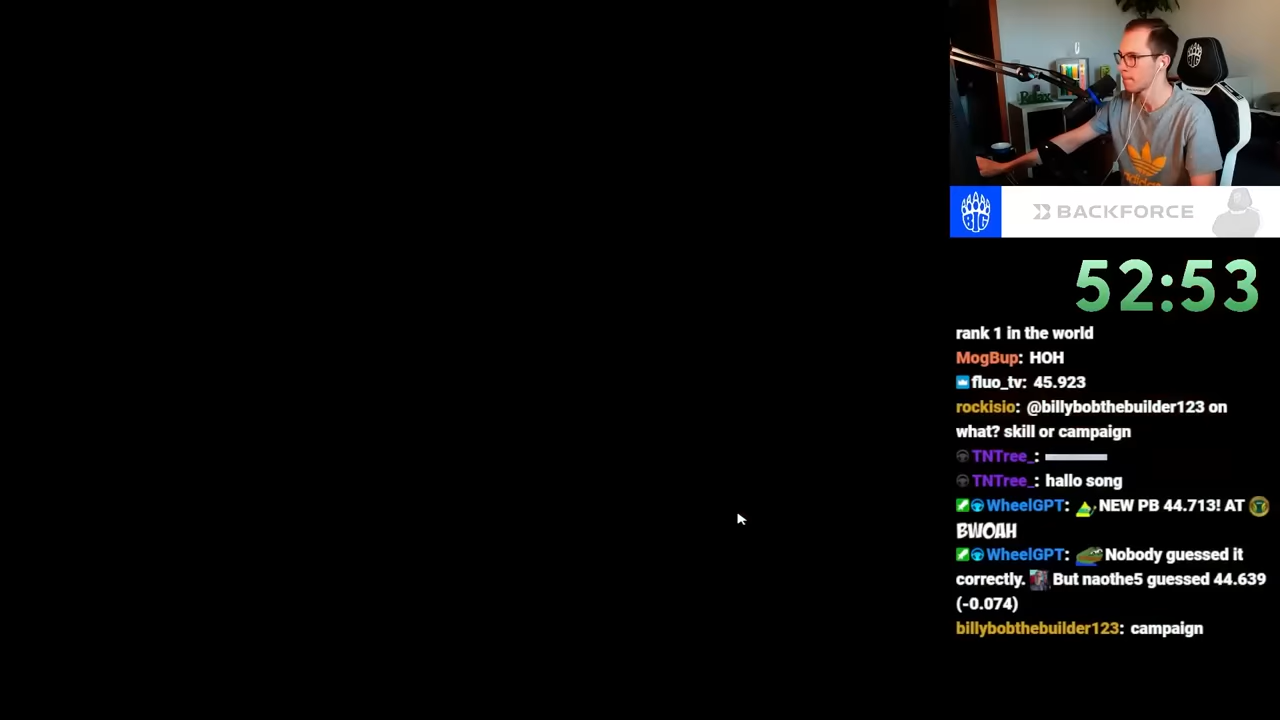 BIG
BACKFORCE
52:53
rank 1 in the world
MogBup: HOH
fluo_tv: 45.923
rockisio: @billybobthebuilder123 on
what? skill or campaign
TNTree_:
TNTree_: hallo song
WheelGPT: NEW PB 44.713! AT
BWOAH
WheelGPT: Nobody guessed it
correctly. But naothe5 guessed 44.639
(-0.074)
billybobthebuilder123: campaign